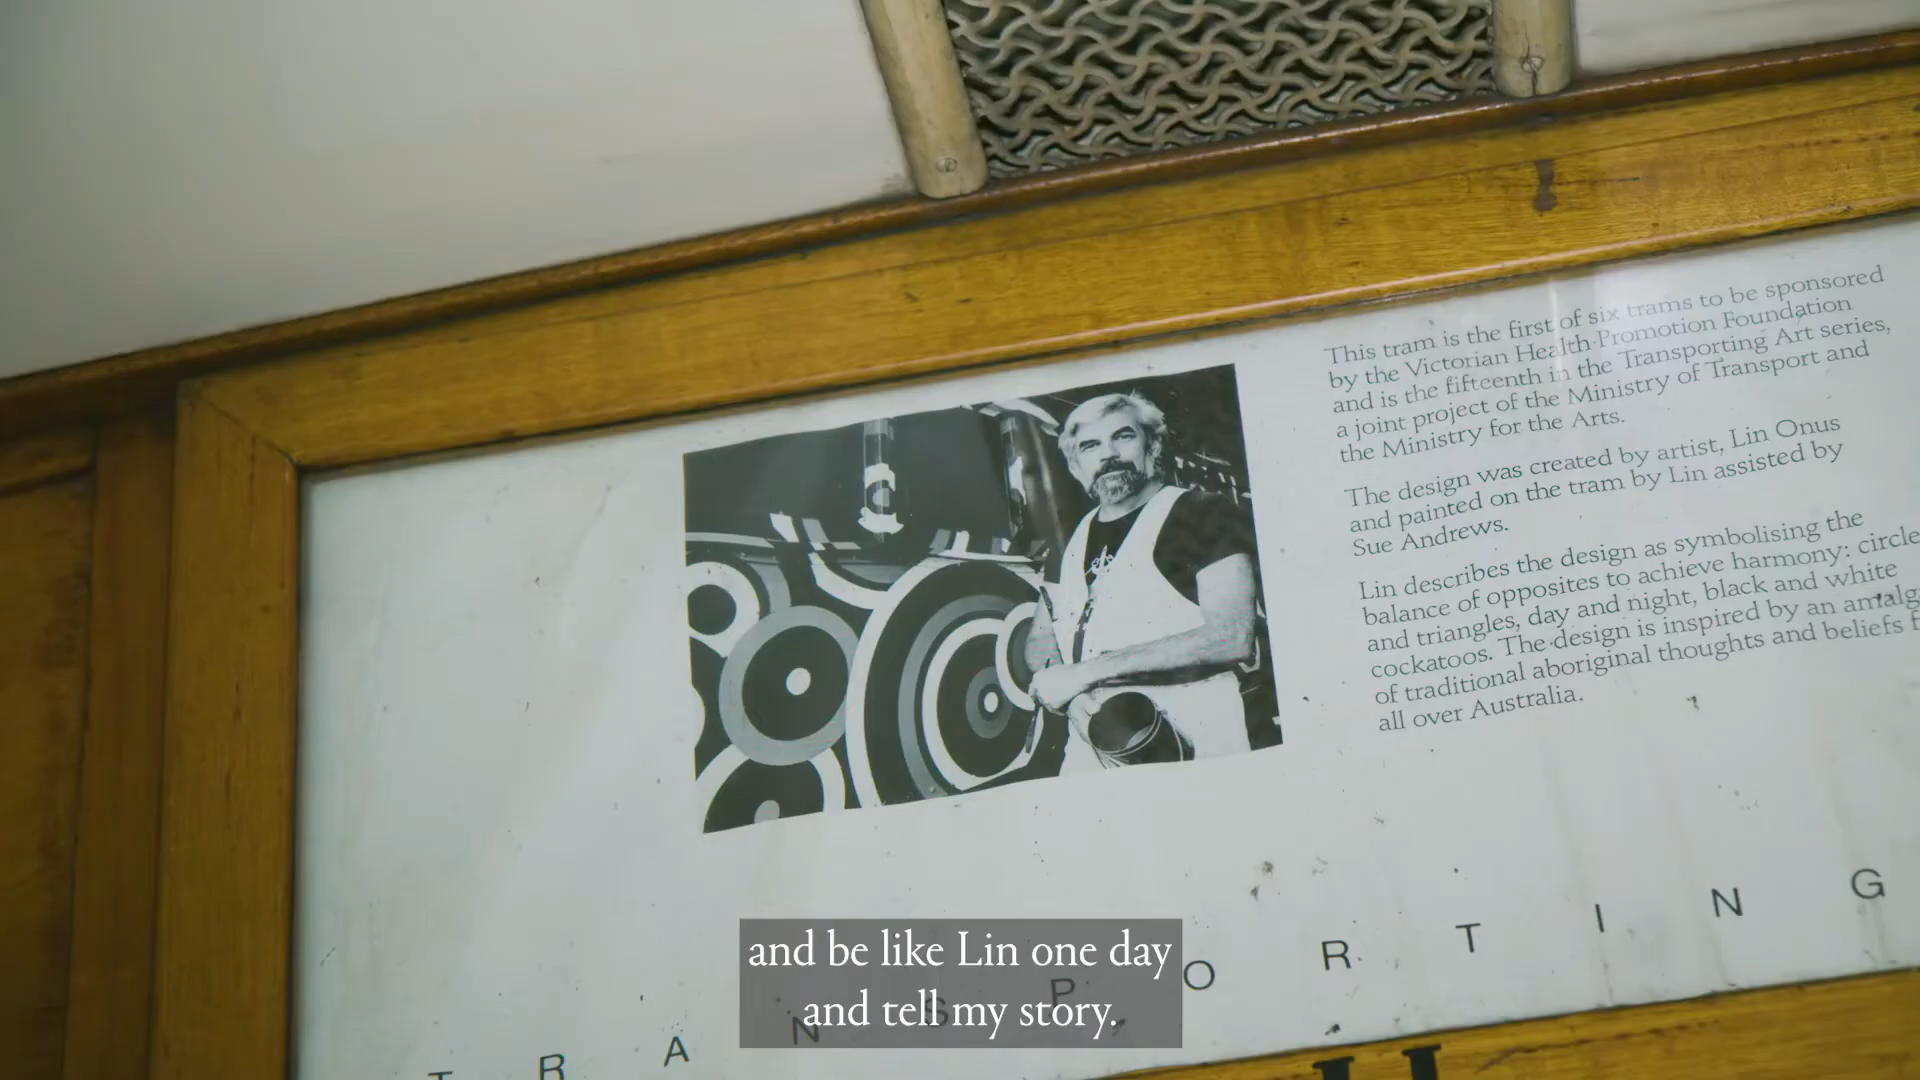 This tram is the first of six trams to be sponsored
by the Victorian Health Promotion Foundation
and is the fifteenth in the Transporting Art series,
a joint project of the Ministry of Transport and
the Ministry for the Arts.
The design was created by artist, Lin Onus
and painted on the tram by Lin assisted by
Sue Andrews.
Lin describes the design as symbolising the
balance of opposites to achieve harmony: circle
and triangles, day and night, black and white
cockatoos. The design is inspired by an amalg
of traditional aboriginal thoughts and beliefs f
all over Australia.
TRANSPORTING
and be like Lin one day
and tell my story.